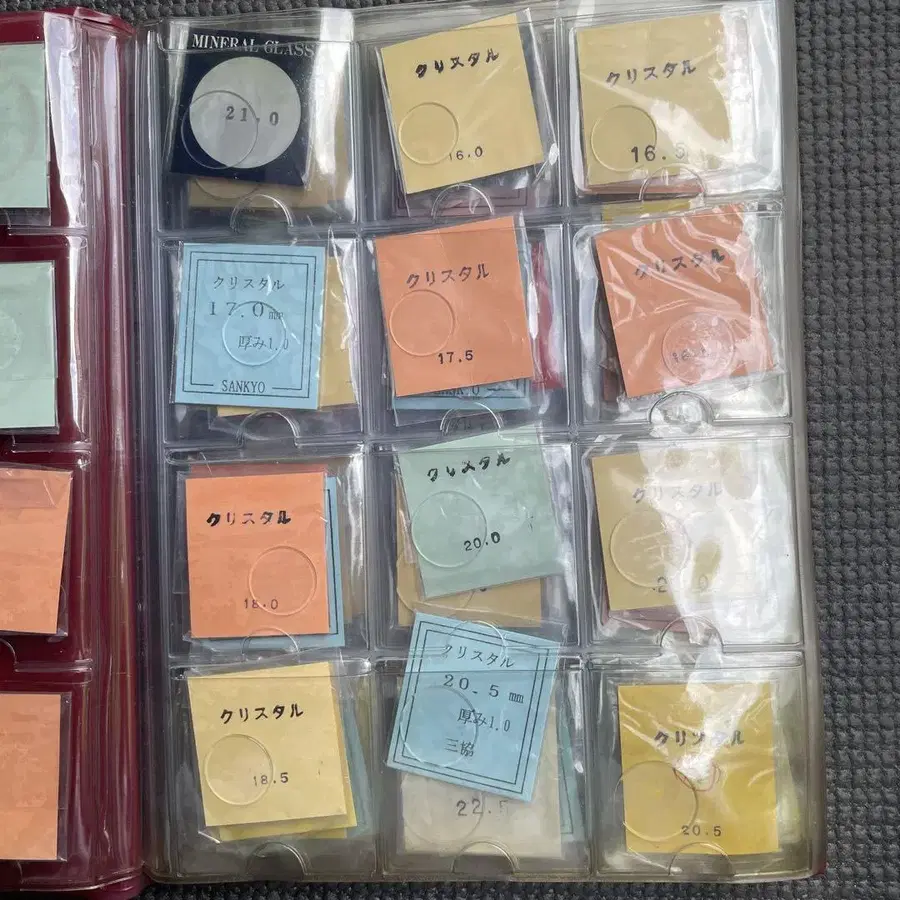 MINERAL GLASS
21.0
クリスタル
16.0
クリスタル
16.5
クリスタル
17.0mm
厚み1.0
SANKYO
クリスタル
17.5
クリスタル
クリスタル
18.0
クリスタル
20.0
クリスタル
クリスタル
18.5
クリスタル
20.5mm
厚み1.0
三協
22.5
クリスタル
20.5